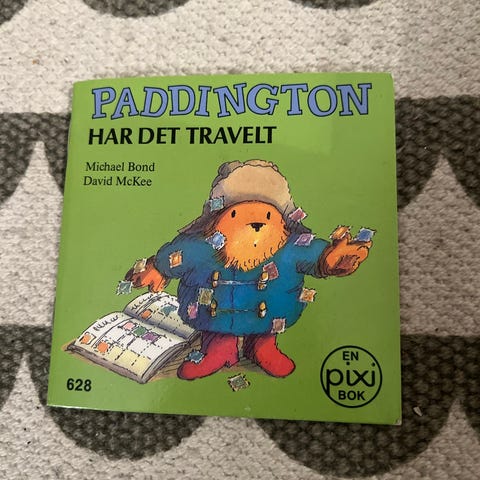 PADDINGTON
HAR DET TRAVELT
Michael Bond
David McKee
628
EN
pixi
BOK